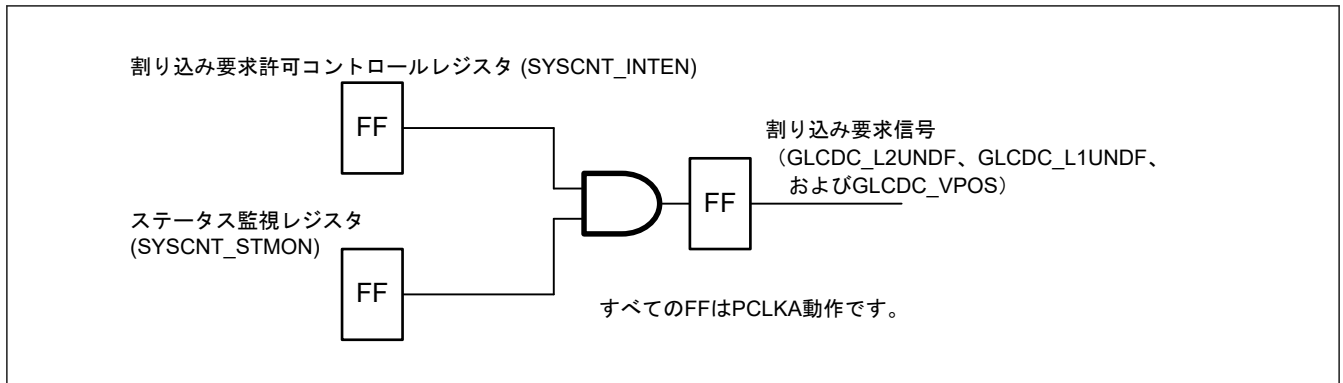 割り込み要求許可コントロールレジスタ (SYSCNT_INTEN)
FF
割り込み要求信号
（GLCDC_L2UNDF、GLCDC_L1UNDF、
およびGLCDC_VPOS）
FF
ステータス監視レジスタ
(SYSCNT_STMON)
FF
すべてのFFはPCLKA動作です。